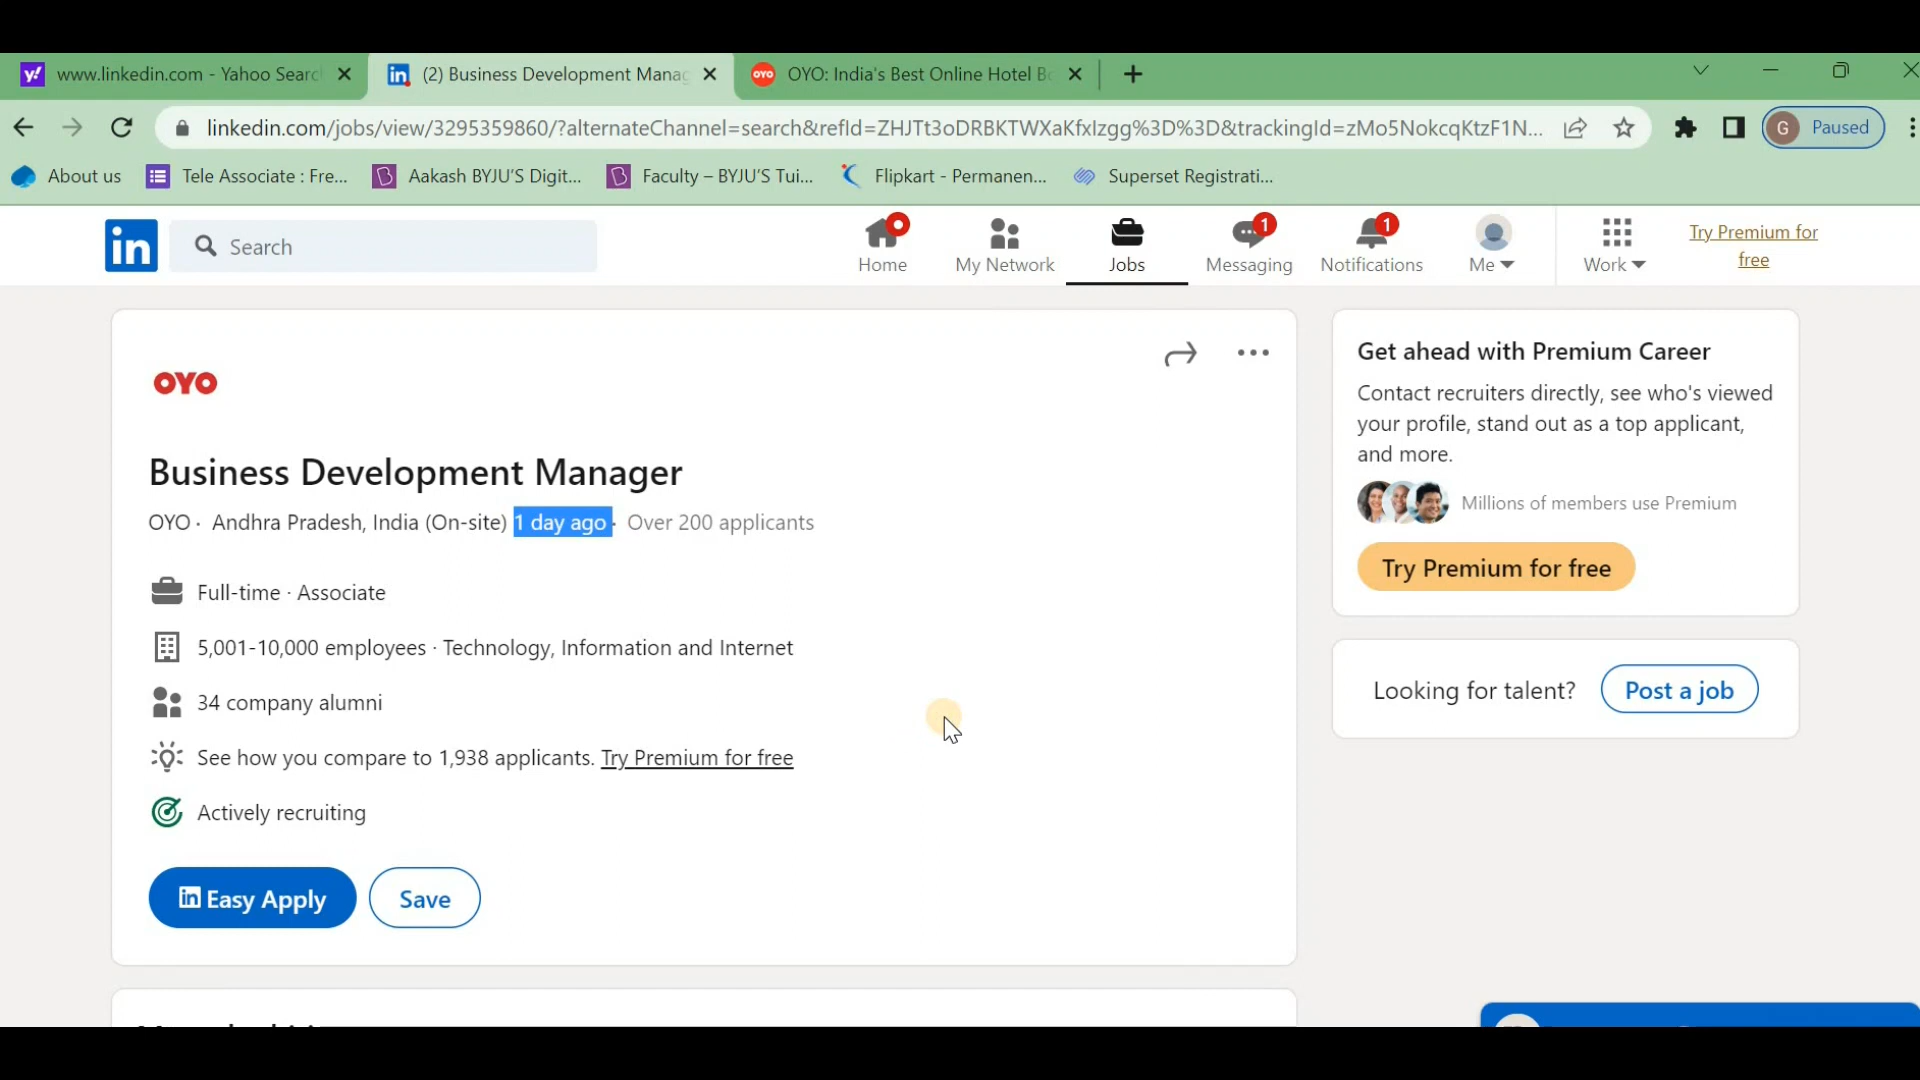 www.linkedin.com - Yahoo Searc
(2) Business Development Manag
OYO: India's Best Online Hotel Bo
linkedin.com/jobs/view/3295359860/?alternateChannel=search&refId=ZHJTt3oDRBKTWXaKfxIzgg%3D%3D&trackingId=zMo5NokcqKtzF1N...
G Paused
About us
Tele Associate : Fre...
Aakash BYJU'S Digit...
Faculty – BYJU'S Tui...
Flipkart - Permanen...
Superset Registrati...
in
Search
Home
My Network
Jobs
1
Messaging
1
Notifications
Me
Work
Try Premium for
free
OYO
Business Development Manager
OYO · Andhra Pradesh, India (On-site) 1 day ago · Over 200 applicants
Full-time · Associate
5,001-10,000 employees · Technology, Information and Internet
34 company alumni
See how you compare to 1,938 applicants. Try Premium for free
Actively recruiting
in Easy Apply
Save
Get ahead with Premium Career
Contact recruiters directly, see who's viewed
your profile, stand out as a top applicant,
and more.
Millions of members use Premium
Try Premium for free
Looking for talent?
Post a job